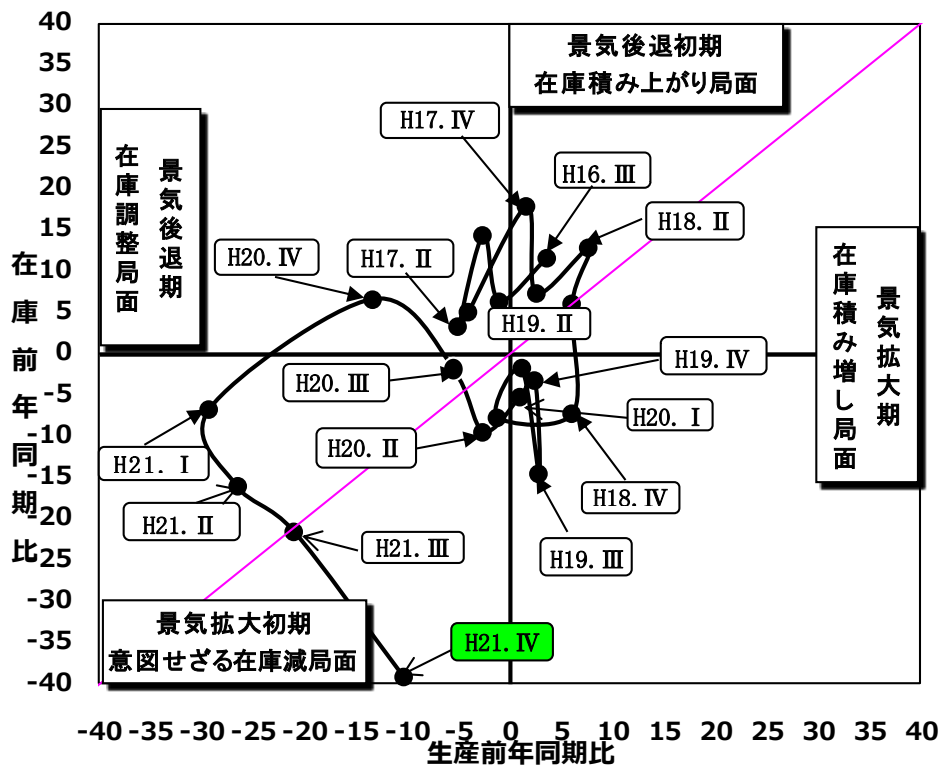 40
35
30
25
20
15
10
5
0
-5
-10
-15
-20
-25
-30
-35
-40
在庫前年同期比
景気後退初期
在庫積み上がり局面
景気後退期
在庫調整局面
景気拡大期
在庫積み増し局面
景気拡大初期
意図せざる在庫減局面
H17.Ⅳ
H16.Ⅲ
H18.Ⅱ
H20.Ⅳ
H17.Ⅱ
H19.Ⅱ
H20.Ⅲ
H19.Ⅳ
H20.Ⅰ
H20.Ⅱ
H21.Ⅰ
H18.Ⅳ
H21.Ⅱ
H21.Ⅲ
H19.Ⅲ
H21.Ⅳ
-40 -35 -30 -25 -20 -15 -10 -5 0 5 10 15 20 25 30 35 40
生産前年同期比